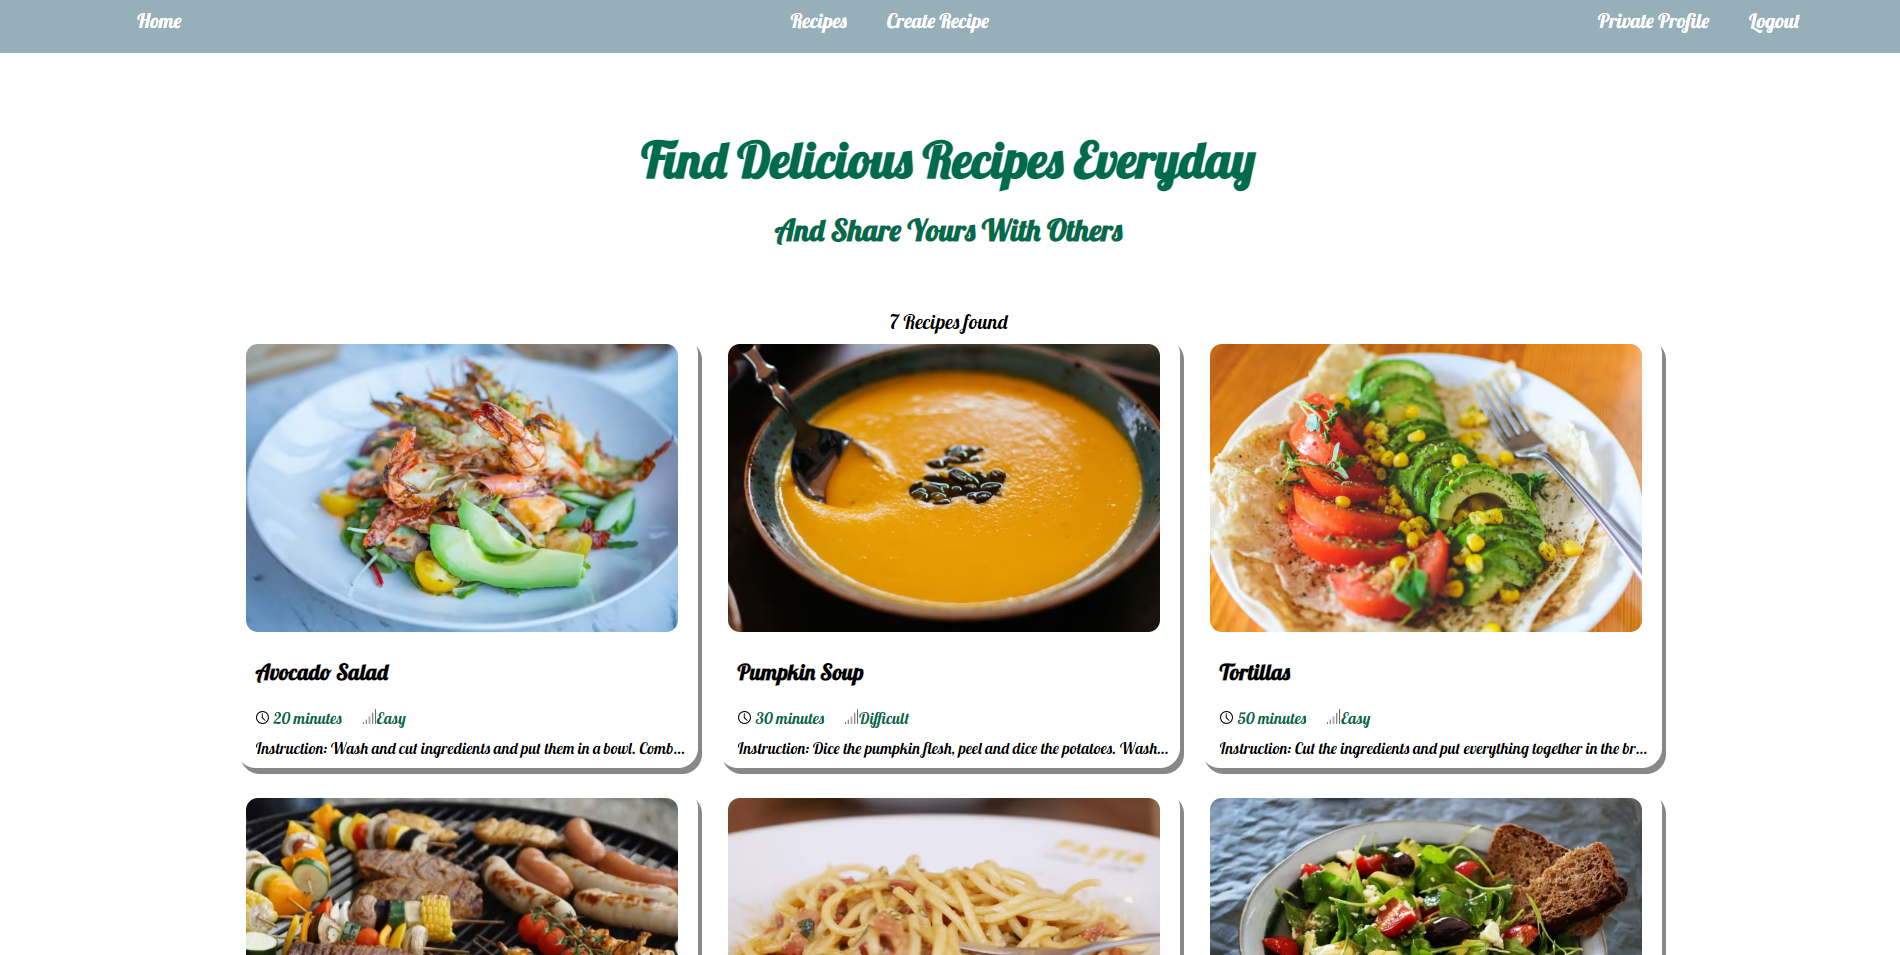 Home Recipes Create Recipe Private Profile Logout
Find Delicious Recipes Everyday
And Share Yours With Others
7 Recipes found
Avocado Salad
20 minutes Easy
Instruction: Wash and cut ingredients and put them in a bowl. Comb...
Pumpkin Soup
30 minutes Difficult
Instruction: Dice the pumpkin flesh, peel and dice the potatoes. Wash...
Tortillas
50 minutes Easy
Instruction: Cut the ingredients and put everything together in the br...
PASTA